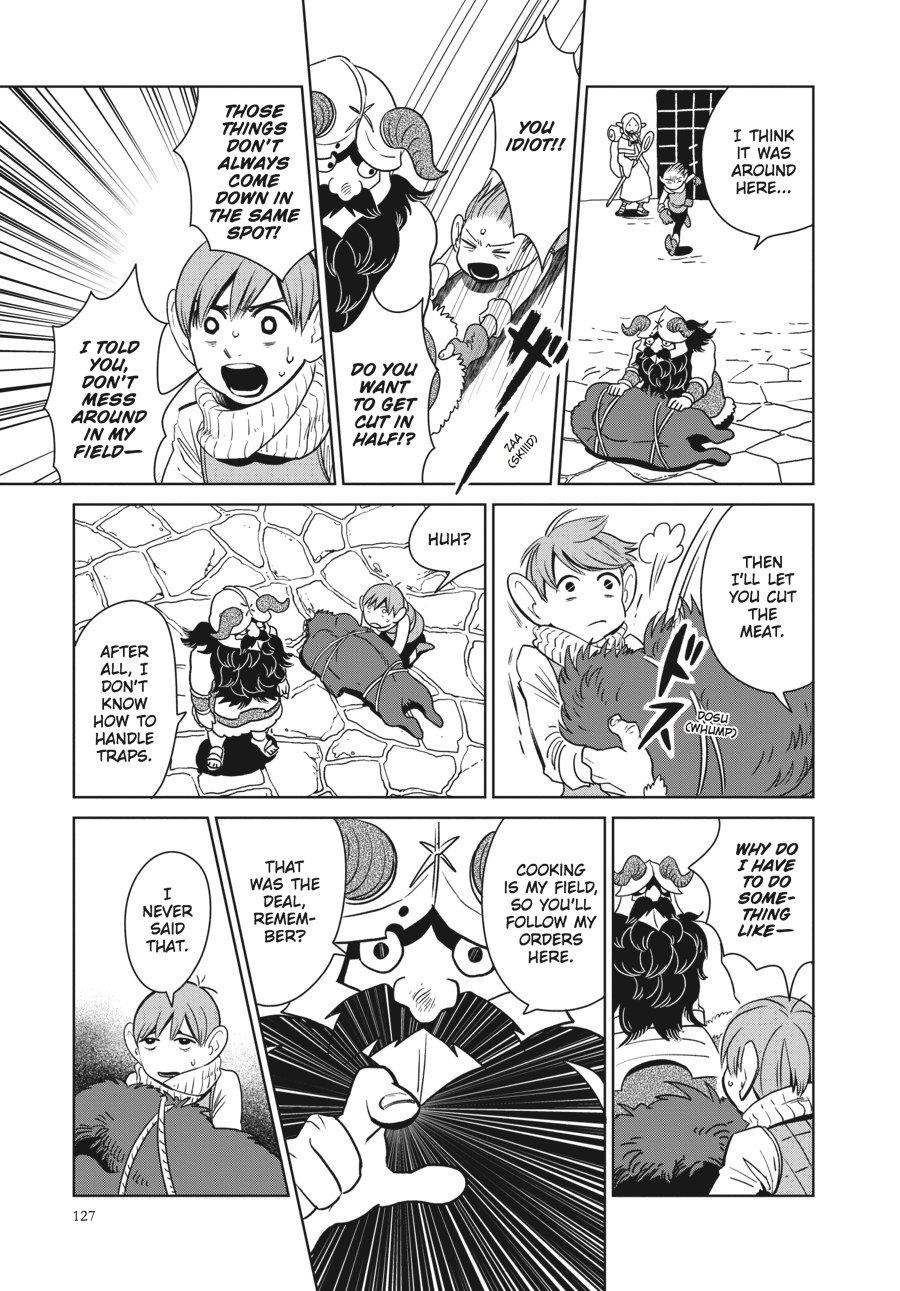 I THINK
IT WAS
AROUND
HERE...
YOU
IDIOT!!
ZAA
(SKIIID)
DO YOU
WANT
TO GET
CUT IN
HALF!?
THOSE
THINGS
DON'T
ALWAYS
COME
DOWN IN
THE SAME
SPOT!
I TOLD
YOU,
DON'T
MESS
AROUND
IN MY
FIELD—
THEN
I'LL LET
YOU CUT
THE
MEAT.
ドスッ
DOSU
(WHUMP)
HUH?
AFTER
ALL, I
DON'T
KNOW
HOW TO
HANDLE
TRAPS.
WHY DO
I HAVE
TO DO
SOME-
THING
LIKE—
COOKING
IS MY FIELD,
SO YOU'LL
FOLLOW MY
ORDERS
HERE.
THAT
WAS THE
DEAL,
REMEM-
BER?
I
NEVER
SAID
THAT.
127